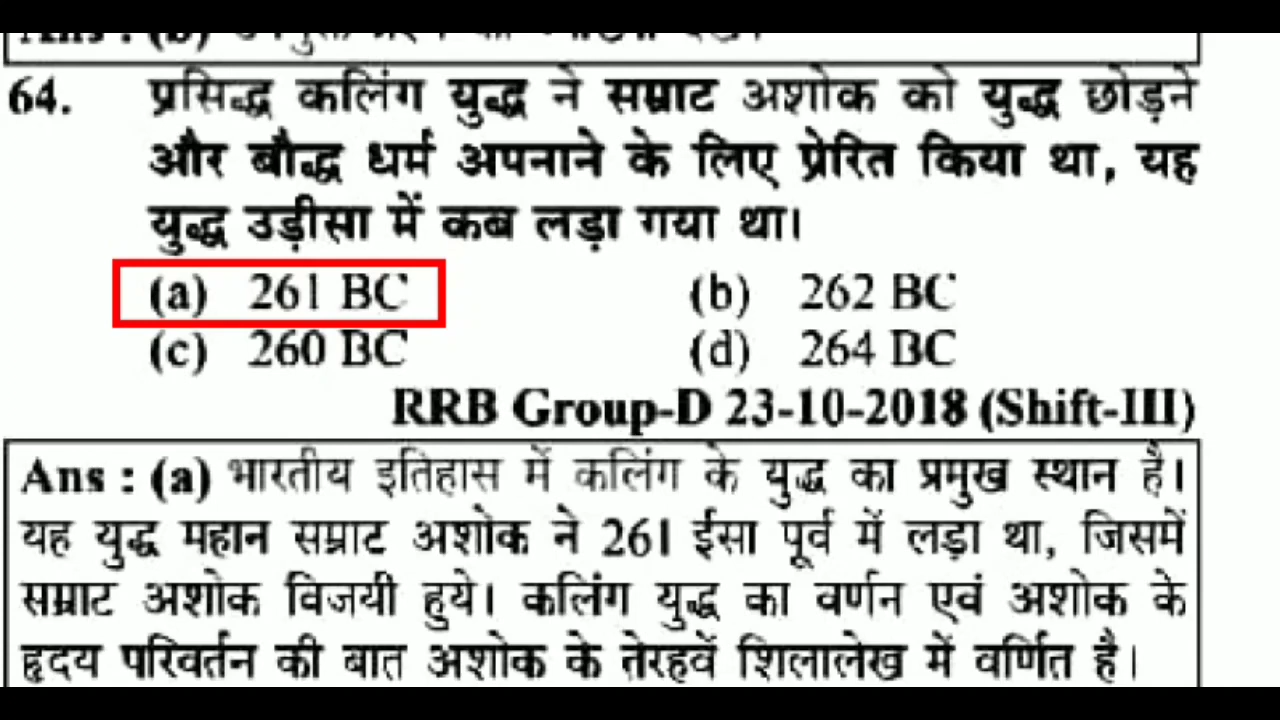 Ans : (b)
64. प्रसिद्ध कलिंग युद्ध ने सम्राट अशोक को युद्ध छोड़ने
और बौद्ध धर्म अपनाने के लिए प्रेरित किया था, यह
युद्ध उड़ीसा में कब लड़ा गया था।
(a) 261 BC (b) 262 BC
(c) 260 BC (d) 264 BC
RRB Group-D 23-10-2018 (Shift-III)
Ans : (a) भारतीय इतिहास में कलिंग के युद्ध का प्रमुख स्थान है।
यह युद्ध महान सम्राट अशोक ने 261 ईसा पूर्व में लड़ा था, जिसमें
सम्राट अशोक विजयी हुये। कलिंग युद्ध का वर्णन एवं अशोक के
हृदय परिवर्तन की बात अशोक के तेरहवें शिलालेख में वर्णित है।